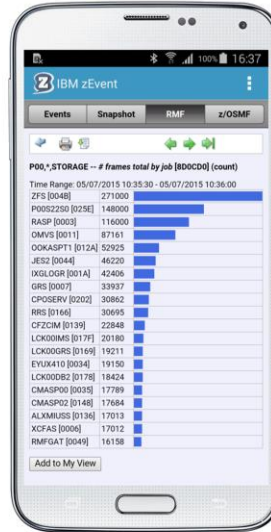 100% 16:37
IBM zEvent
Events Snapshot RMF z/OSMF
P00,*,STORAGE -- # frames total by job [8D0CD0] (count)
Time Range: 05/07/2015 10:35:30 - 05/07/2015 10:36:00
ZFS [004B] 271000
P00S22S0 [025E] 148000
RASP [0003] 116000
OMVS [0011] 87161
OOKASPT1 [012A] 52925
JES2 [0044] 46220
IXGLOGR [001A] 42406
GRS [0007] 33937
CPOSERV [0202] 30862
RRS [0166] 30695
CFZCIM [0139] 22848
LCK00IMS [017F] 20180
LCK00GRS [0169] 19211
EYUX410 [0034] 19150
LCK00DB2 [0178] 18424
CMASP00 [0035] 17789
CMASP02 [0148] 17684
ALXMIUSS [0136] 17013
XCFAS [0006] 17012
RMFGAT [0049] 16158
Add to My View